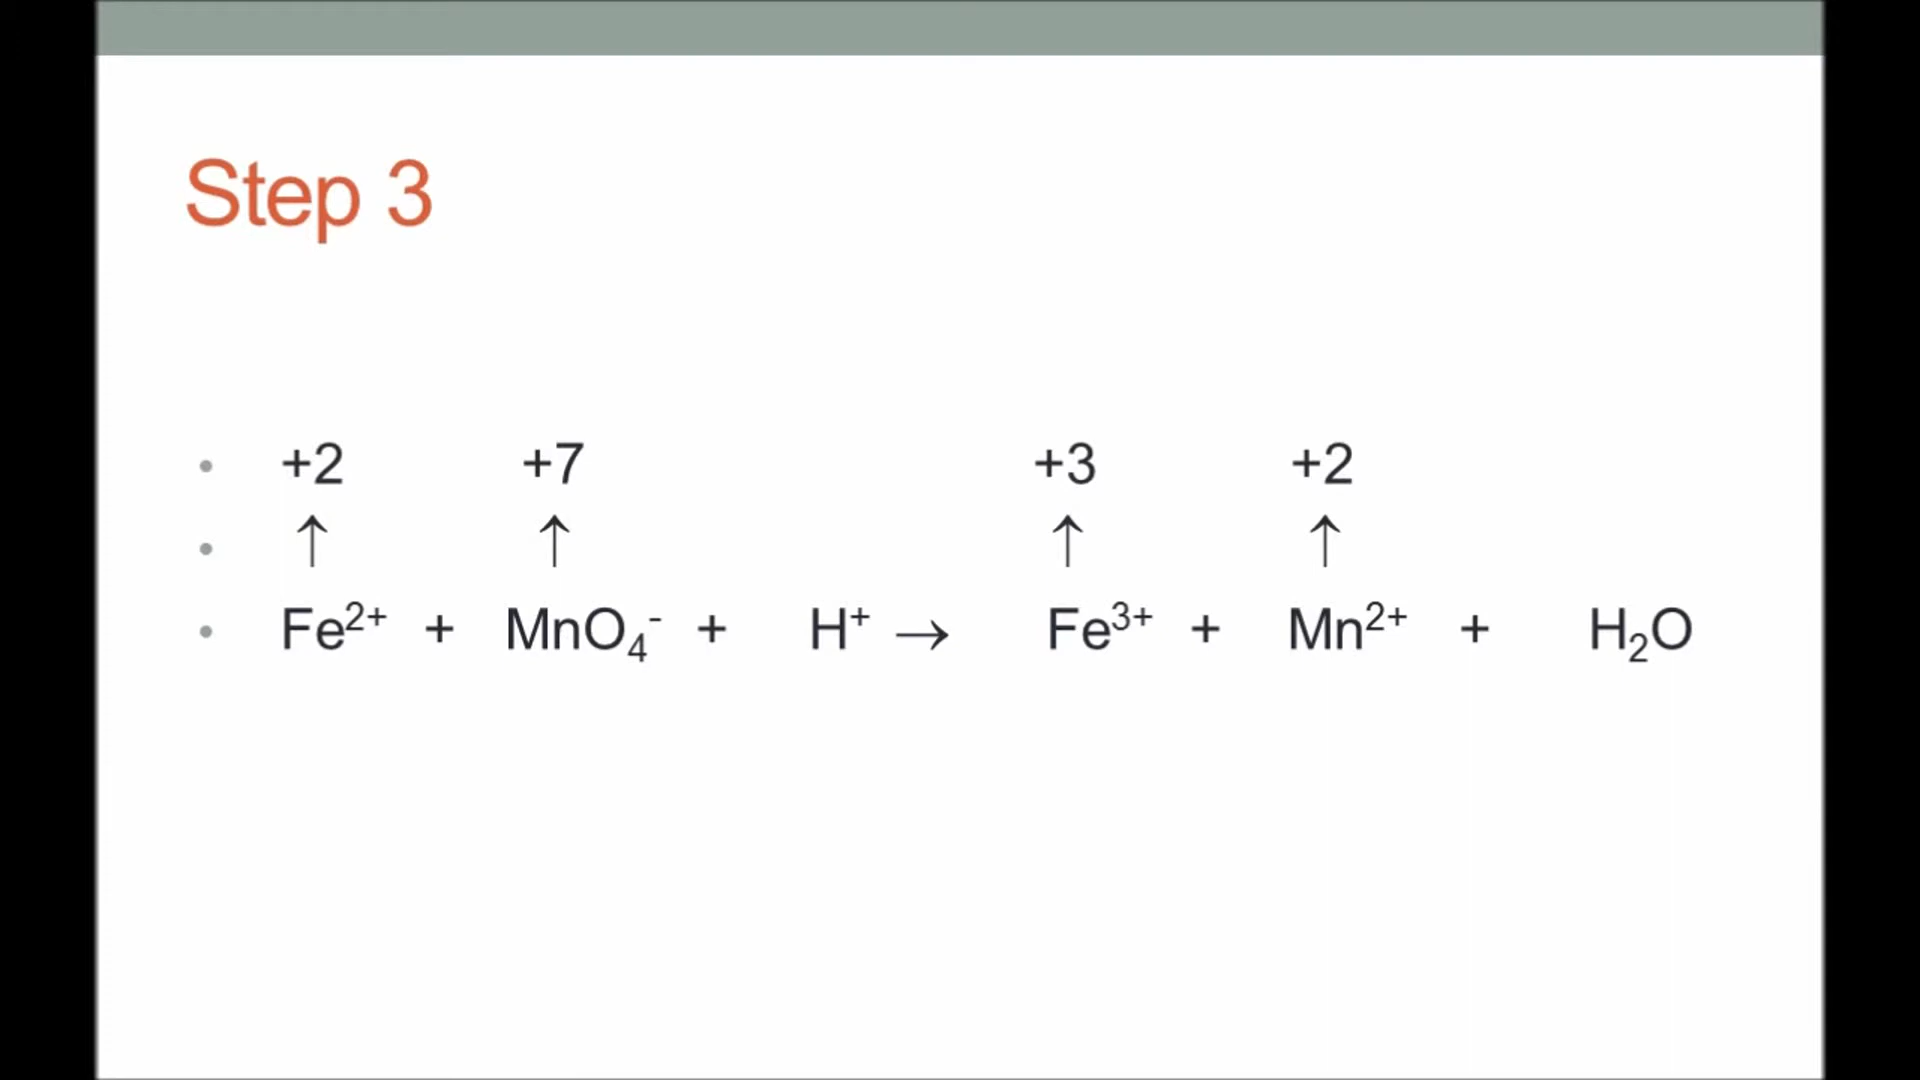 Step 3
• +2 +7 +3 +2
• ↑ ↑ ↑ ↑
• Fe²⁺ + MnO₄⁻ + H⁺ → Fe³⁺ + Mn²⁺ + H₂O